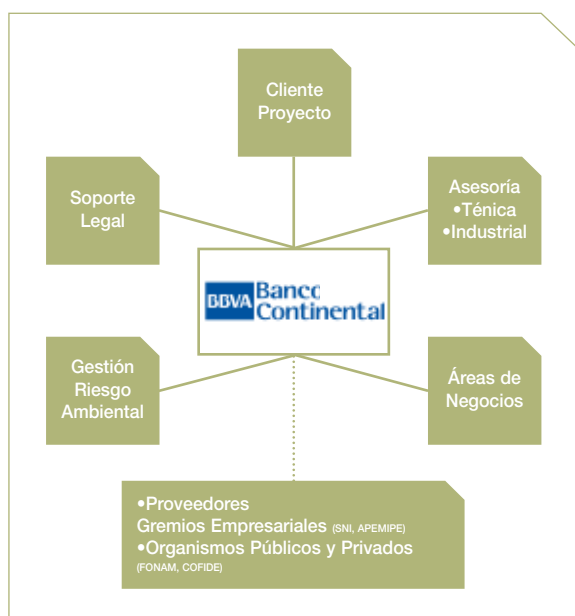 Cliente
Proyecto
Soporte
Legal
Asesoría
•Ténica
•Industrial
BBVA Banco
Continental
Gestión
Riesgo
Ambiental
Áreas de
Negocios
•Proveedores
Gremios Empresariales (SNI, APEMIPE)
•Organismos Públicos y Privados
(FONAM, COFIDE)